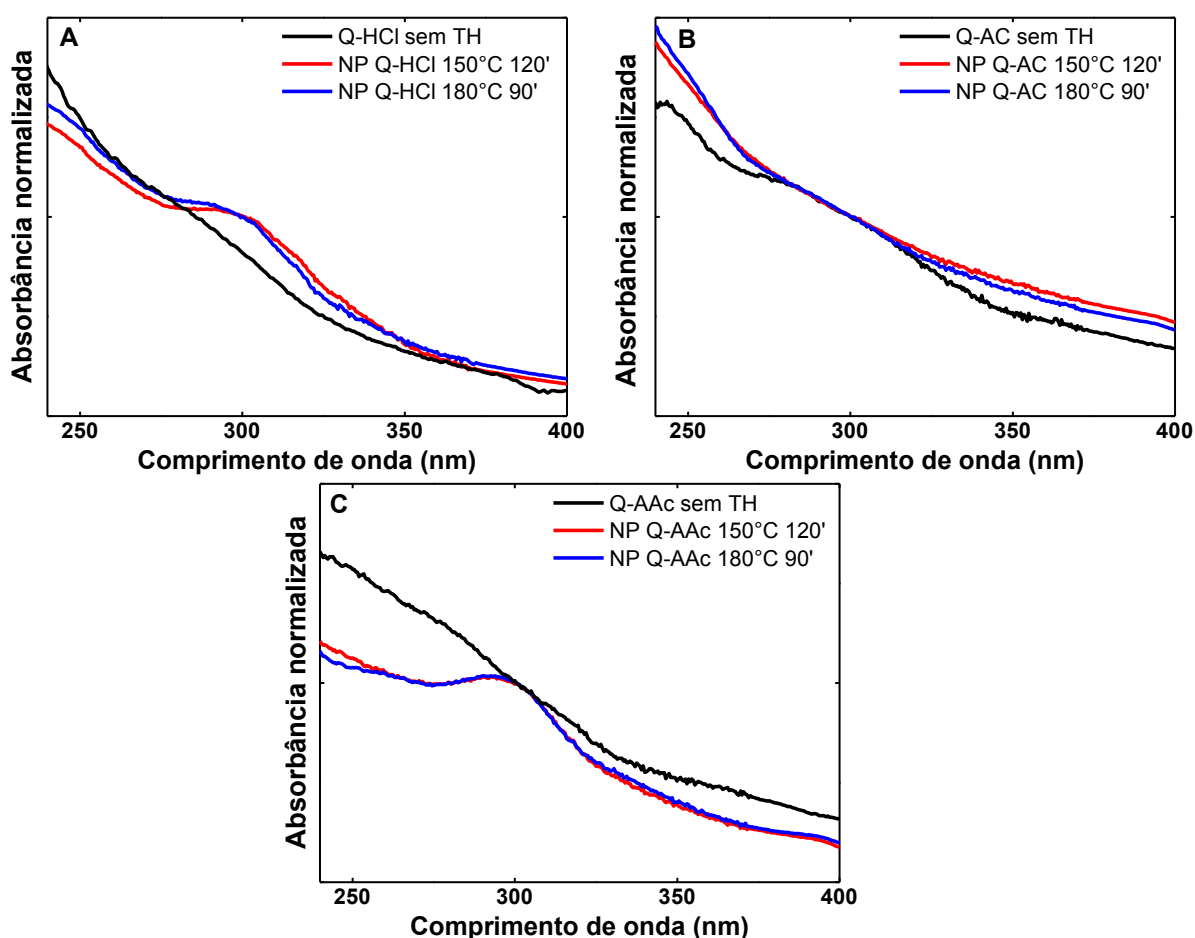 A
Q-HCl sem TH
NP Q-HCl 150°C 120'
NP Q-HCl 180°C 90'
Absorbância normalizada
250 300 350 400
Comprimento de onda (nm)
B
Q-AC sem TH
NP Q-AC 150°C 120'
NP Q-AC 180°C 90'
Absorbância normalizada
250 300 350 400
Comprimento de onda (nm)
C
Q-AAc sem TH
NP Q-AAc 150°C 120'
NP Q-AAc 180°C 90'
Absorbância normalizada
250 300 350 400
Comprimento de onda (nm)